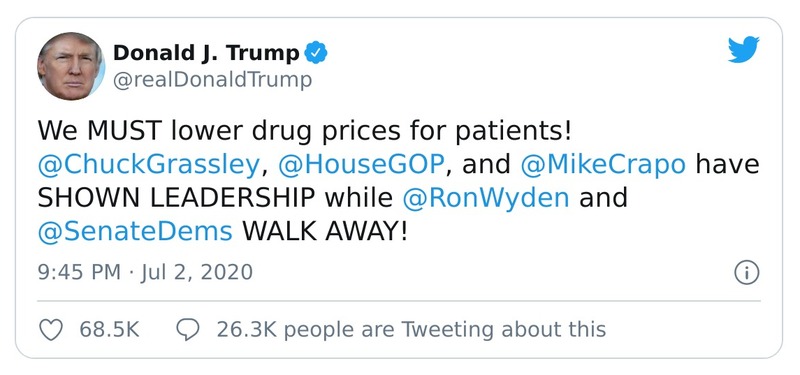 Donald J. Trump
@realDonaldTrump
We MUST lower drug prices for patients!
@ChuckGrassley, @HouseGOP, and @MikeCrapo have
SHOWN LEADERSHIP while @RonWyden and
@SenateDems WALK AWAY!
9:45 PM · Jul 2, 2020
68.5K 26.3K people are Tweeting about this